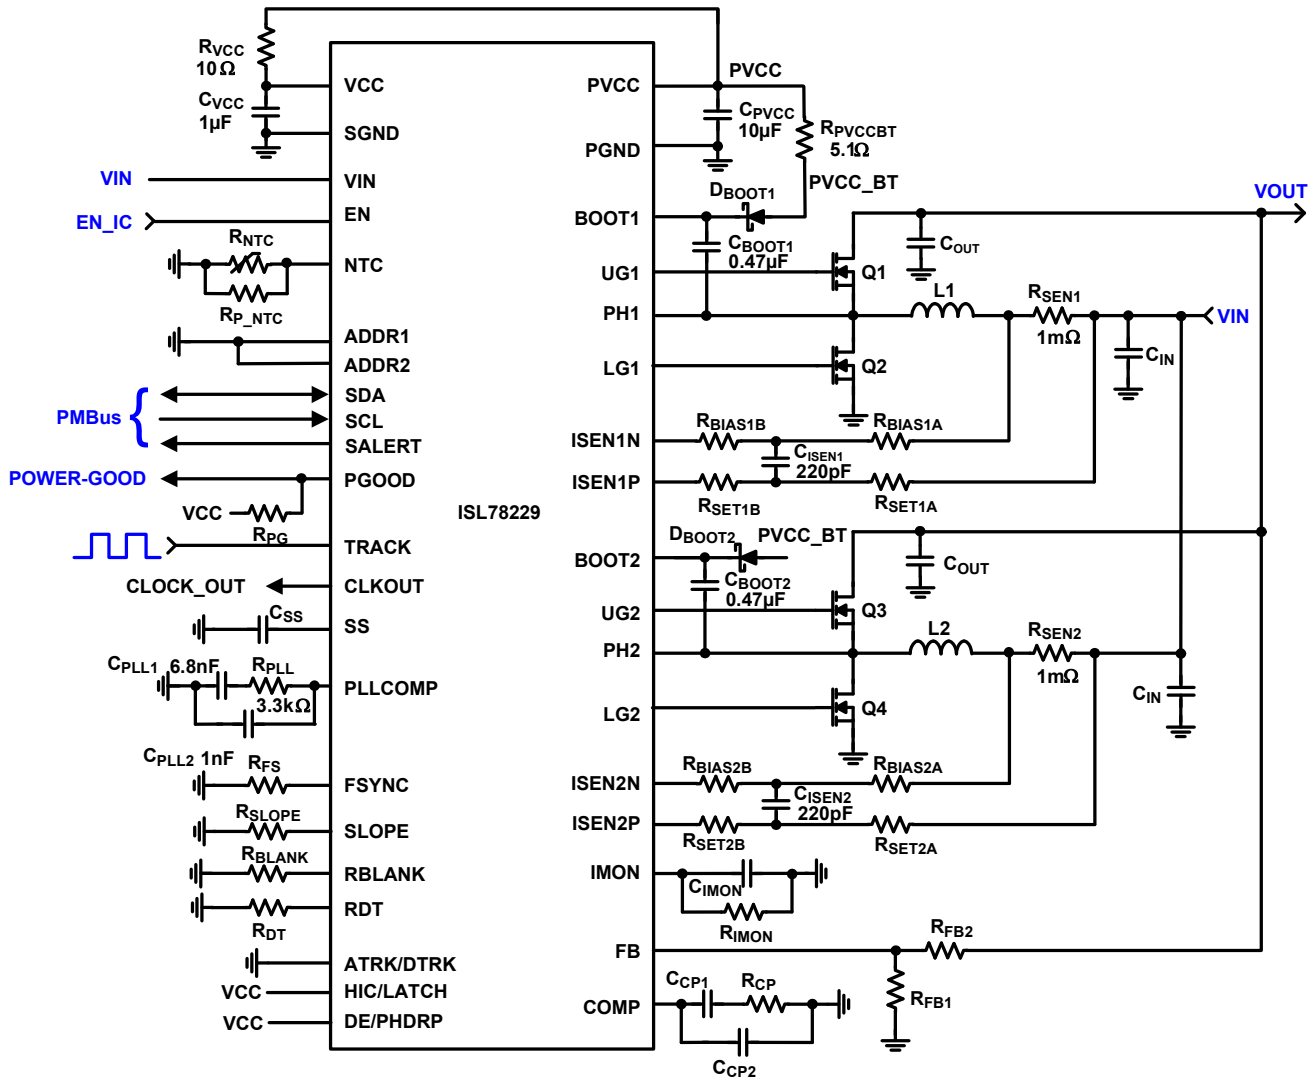 RVCC
10Ω
CVCC
1µF
VIN
EN_IC
RNTC
RP_NTC
PMBus
POWER-GOOD
VCC
RPG
CLOCK_OUT
CSS
CPLL1 6.8nF RPLL
3.3kΩ
CPLL2 1nF
RFS
RSLOPE
RBLANK
RDT
VCC
VCC
VCC
SGND
VIN
EN
NTC
ADDR1
ADDR2
SDA
SCL
SALERT
PGOOD
TRACK
CLKOUT
SS
PLLCOMP
FSYNC
SLOPE
RBLANK
RDT
ATRK/DTRK
HIC/LATCH
DE/PHDRP
ISL78229
PVCC
PGND
BOOT1
UG1
PH1
LG1
ISEN1N
ISEN1P
BOOT2
UG2
PH2
LG2
ISEN2N
ISEN2P
IMON
FB
COMP
PVCC
CPVCC
10µF
RPVCCBT
5.1Ω
PVCC_BT
DBOOT1
CBOOT1
0.47µF
Q1
COUT
VOUT
L1
RSEN1
1mΩ
VIN
CIN
Q2
RBIAS1B
RBIAS1A
CISEN1
220pF
RSET1B
RSET1A
DBOOT2
PVCC_BT
CBOOT2
0.47µF
Q3
COUT
L2
RSEN2
1mΩ
CIN
Q4
RBIAS2B
RBIAS2A
CISEN2
220pF
RSET2B
RSET2A
CIMON
RIMON
RFB2
RFB1
CCP1
RCP
CCP2